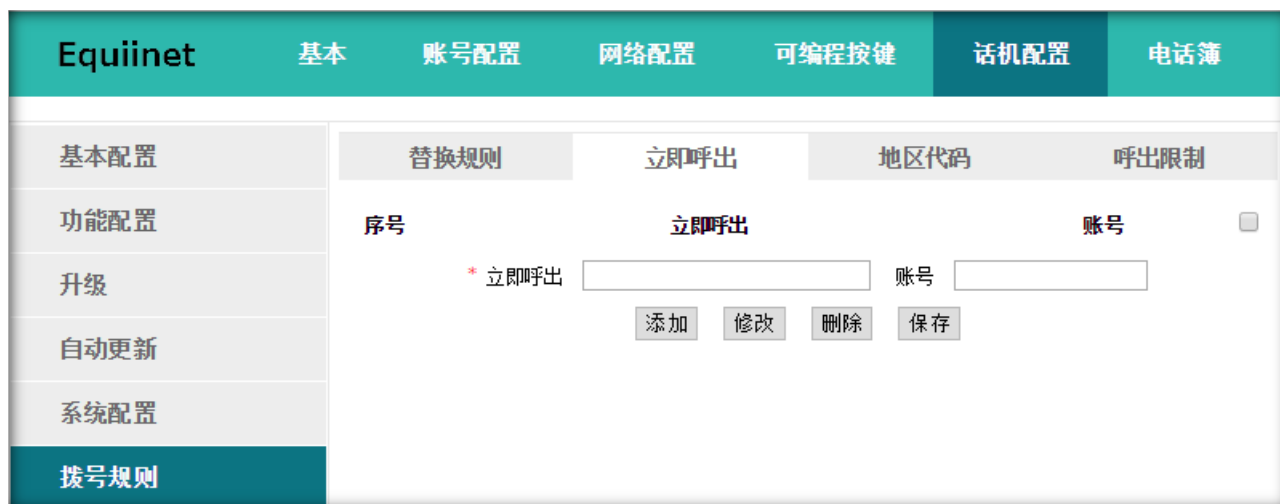 Equiinet 基本 账号配置 网络配置 可编程按键 话机配置 电话簿
基本配置
功能配置
升级
自动更新
系统配置
拨号规则
替换规则 立即呼出 地区代码 呼出限制
序号 立即呼出 账号
* 立即呼出 账号
添加 修改 删除 保存